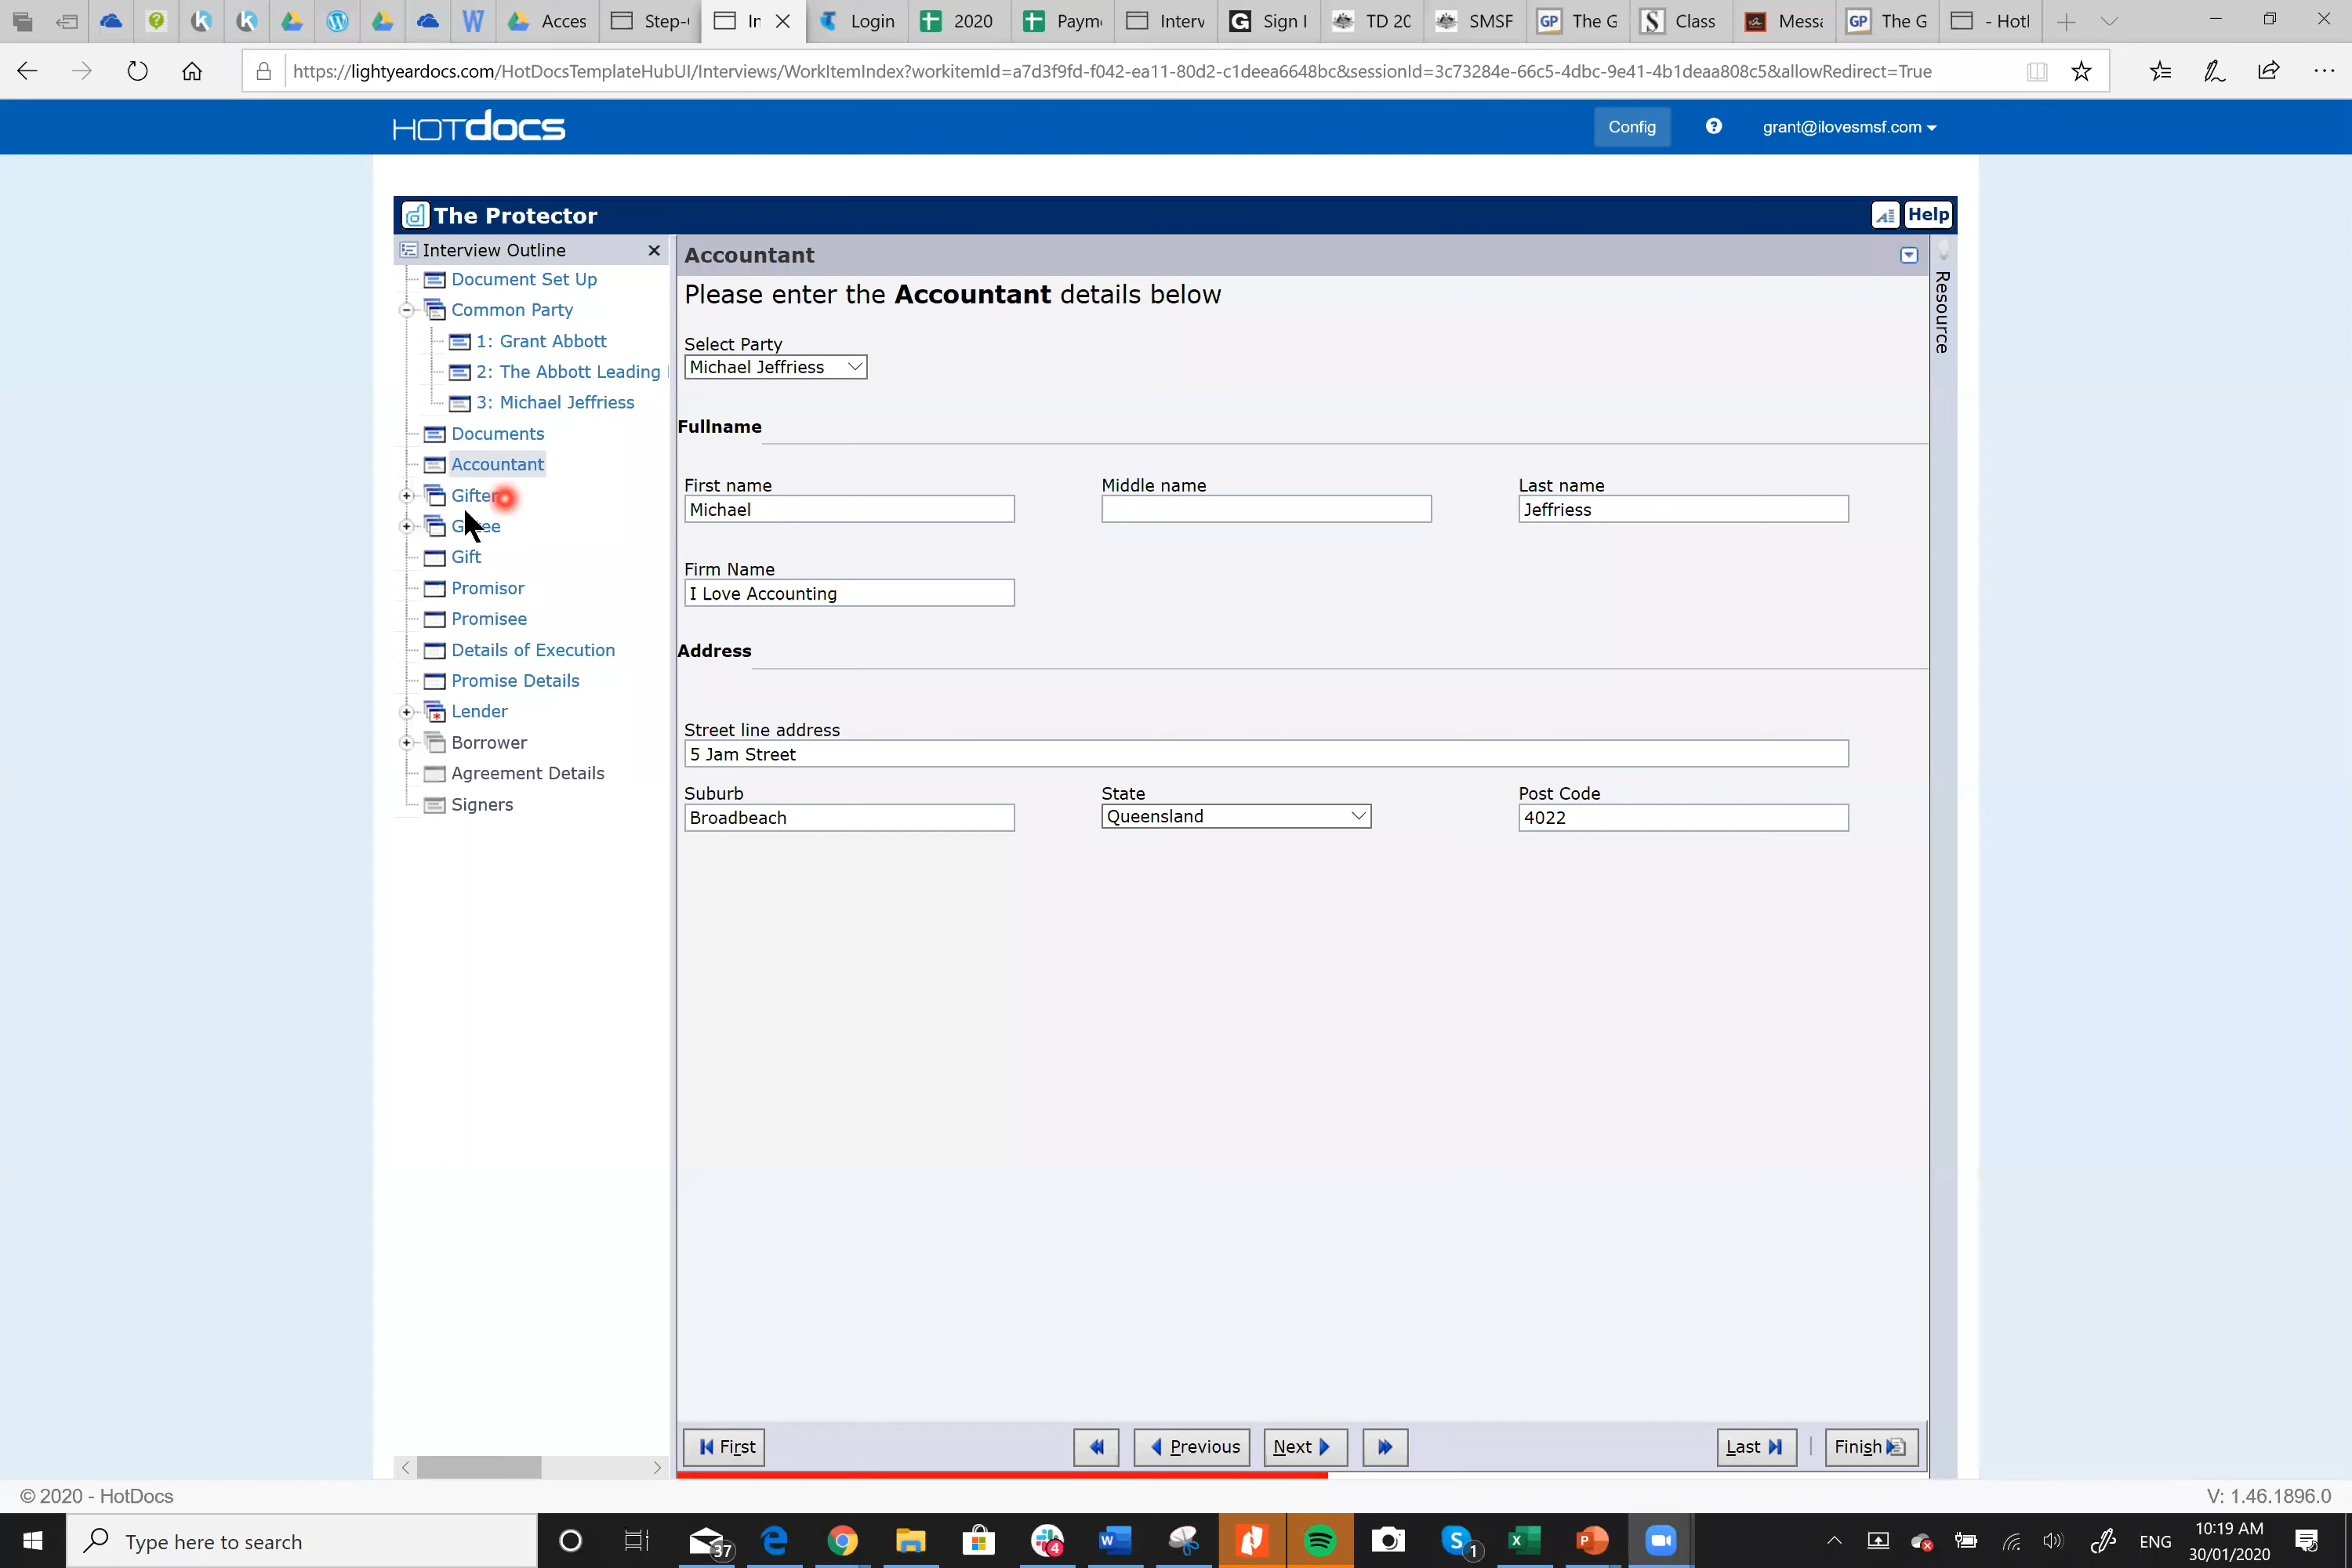 Acces
Step-
In
Login
2020
Payme
Interv
Sign I
TD 20
SMSF
GP The G
Class
Messa
GP The G
- Hotl
https://lightyeardocs.com/HotDocsTemplateHubUI/Interviews/WorkItemIndex?workitemId=a7d3f9fd-f042-ea11-80d2-c1deea6648bc&sessionId=3c73284e-66c5-4dbc-9e41-4b1deaa808c5&allowRedirect=True
HOTdocs
Config
grant@ilovesmsf.com
The Protector
Help
Interview Outline
Document Set Up
Common Party
1: Grant Abbott
2: The Abbott Leading
3: Michael Jeffriess
Documents
Accountant
Gifter
Gift
Promisor
Promisee
Details of Execution
Promise Details
Lender
Borrower
Agreement Details
Signers
Accountant
Resource
Please enter the Accountant details below
Select Party
Michael Jeffriess
Fullname
First name Middle name Last name
Michael Jeffriess
Firm Name
I Love Accounting
Address
Street line address
5 Jam Street
Suburb State Post Code
Broadbeach Queensland 4022
First Previous Next Last Finish
© 2020 - HotDocs
V: 1.46.1896.0
Type here to search
37
4
1
ENG
10:19 AM
30/01/2020